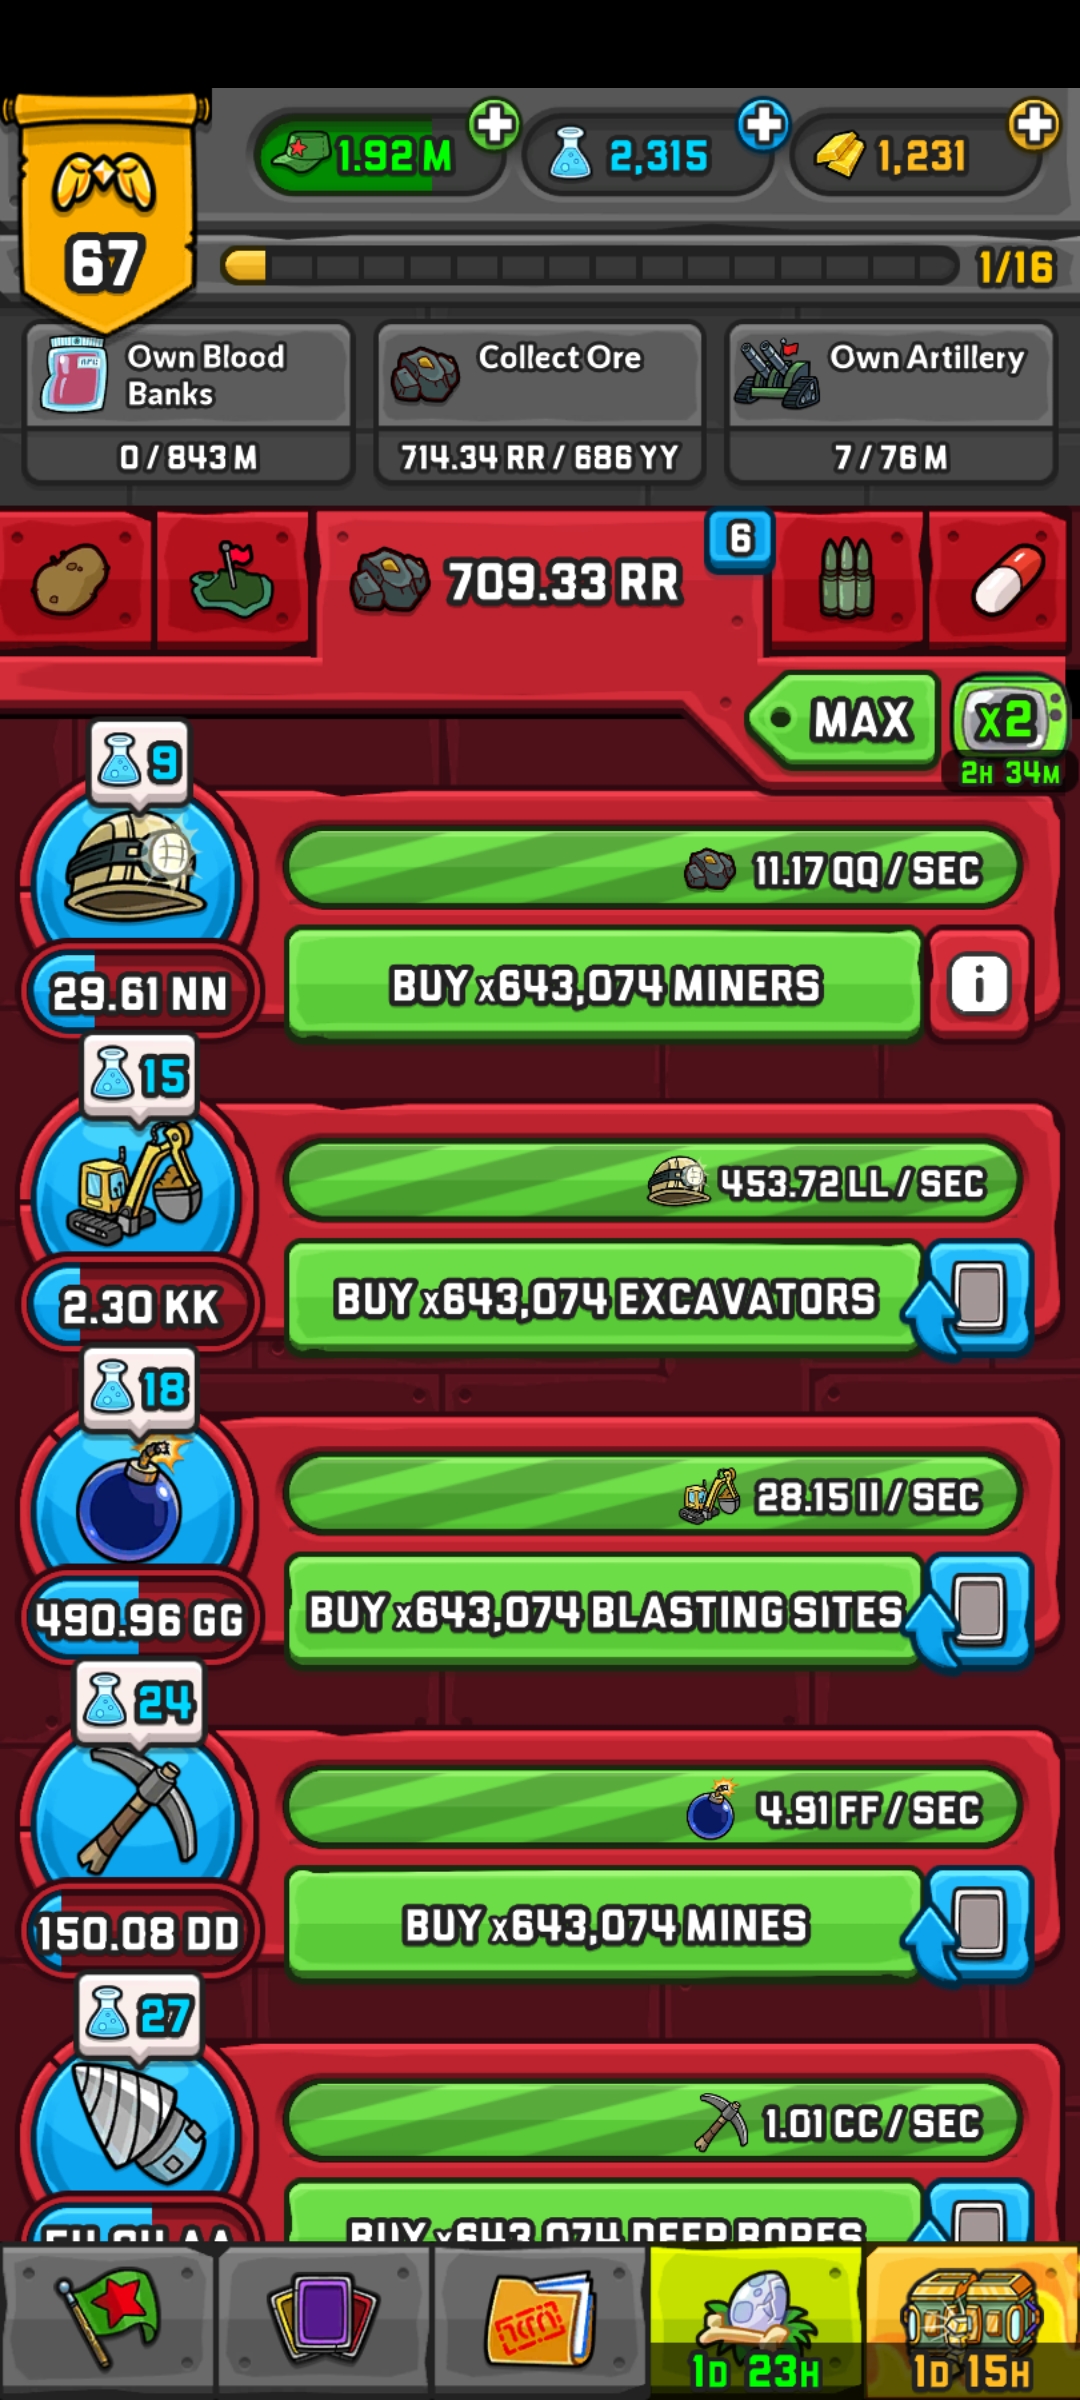 67
1.92 M
2,315
1,231
1/16
Own Blood
Banks
0 / 843 M
Collect Ore
714.34 RR / 686 YY
Own Artillery
7 / 76 M
709.33 RR
6
MAX
x2
2H 34M
9
11.17 QQ / SEC
29.61 NN
BUY x643,074 MINERS
i
15
453.72 LL / SEC
2.30 KK
BUY x643,074 EXCAVATORS
18
28.15 II / SEC
490.96 GG
BUY x643,074 BLASTING SITES
24
4.91 FF / SEC
150.08 DD
BUY x643,074 MINES
27
1.01 CC / SEC
BUY x643,074 DEEP BORES
1D 23H
1D 15H